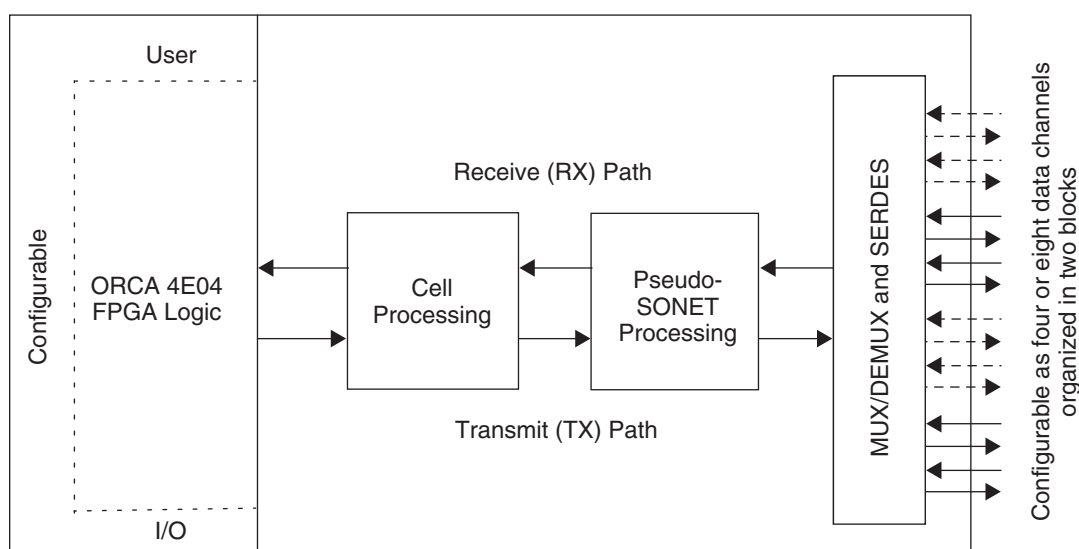 User
Configurable
ORCA 4E04
FPGA Logic
I/O
Receive (RX) Path
Cell
Processing
Pseudo-
SONET
Processing
Transmit (TX) Path
MUX/DEMUX and SERDES
Configurable as four or eight data channels
organized in two blocks